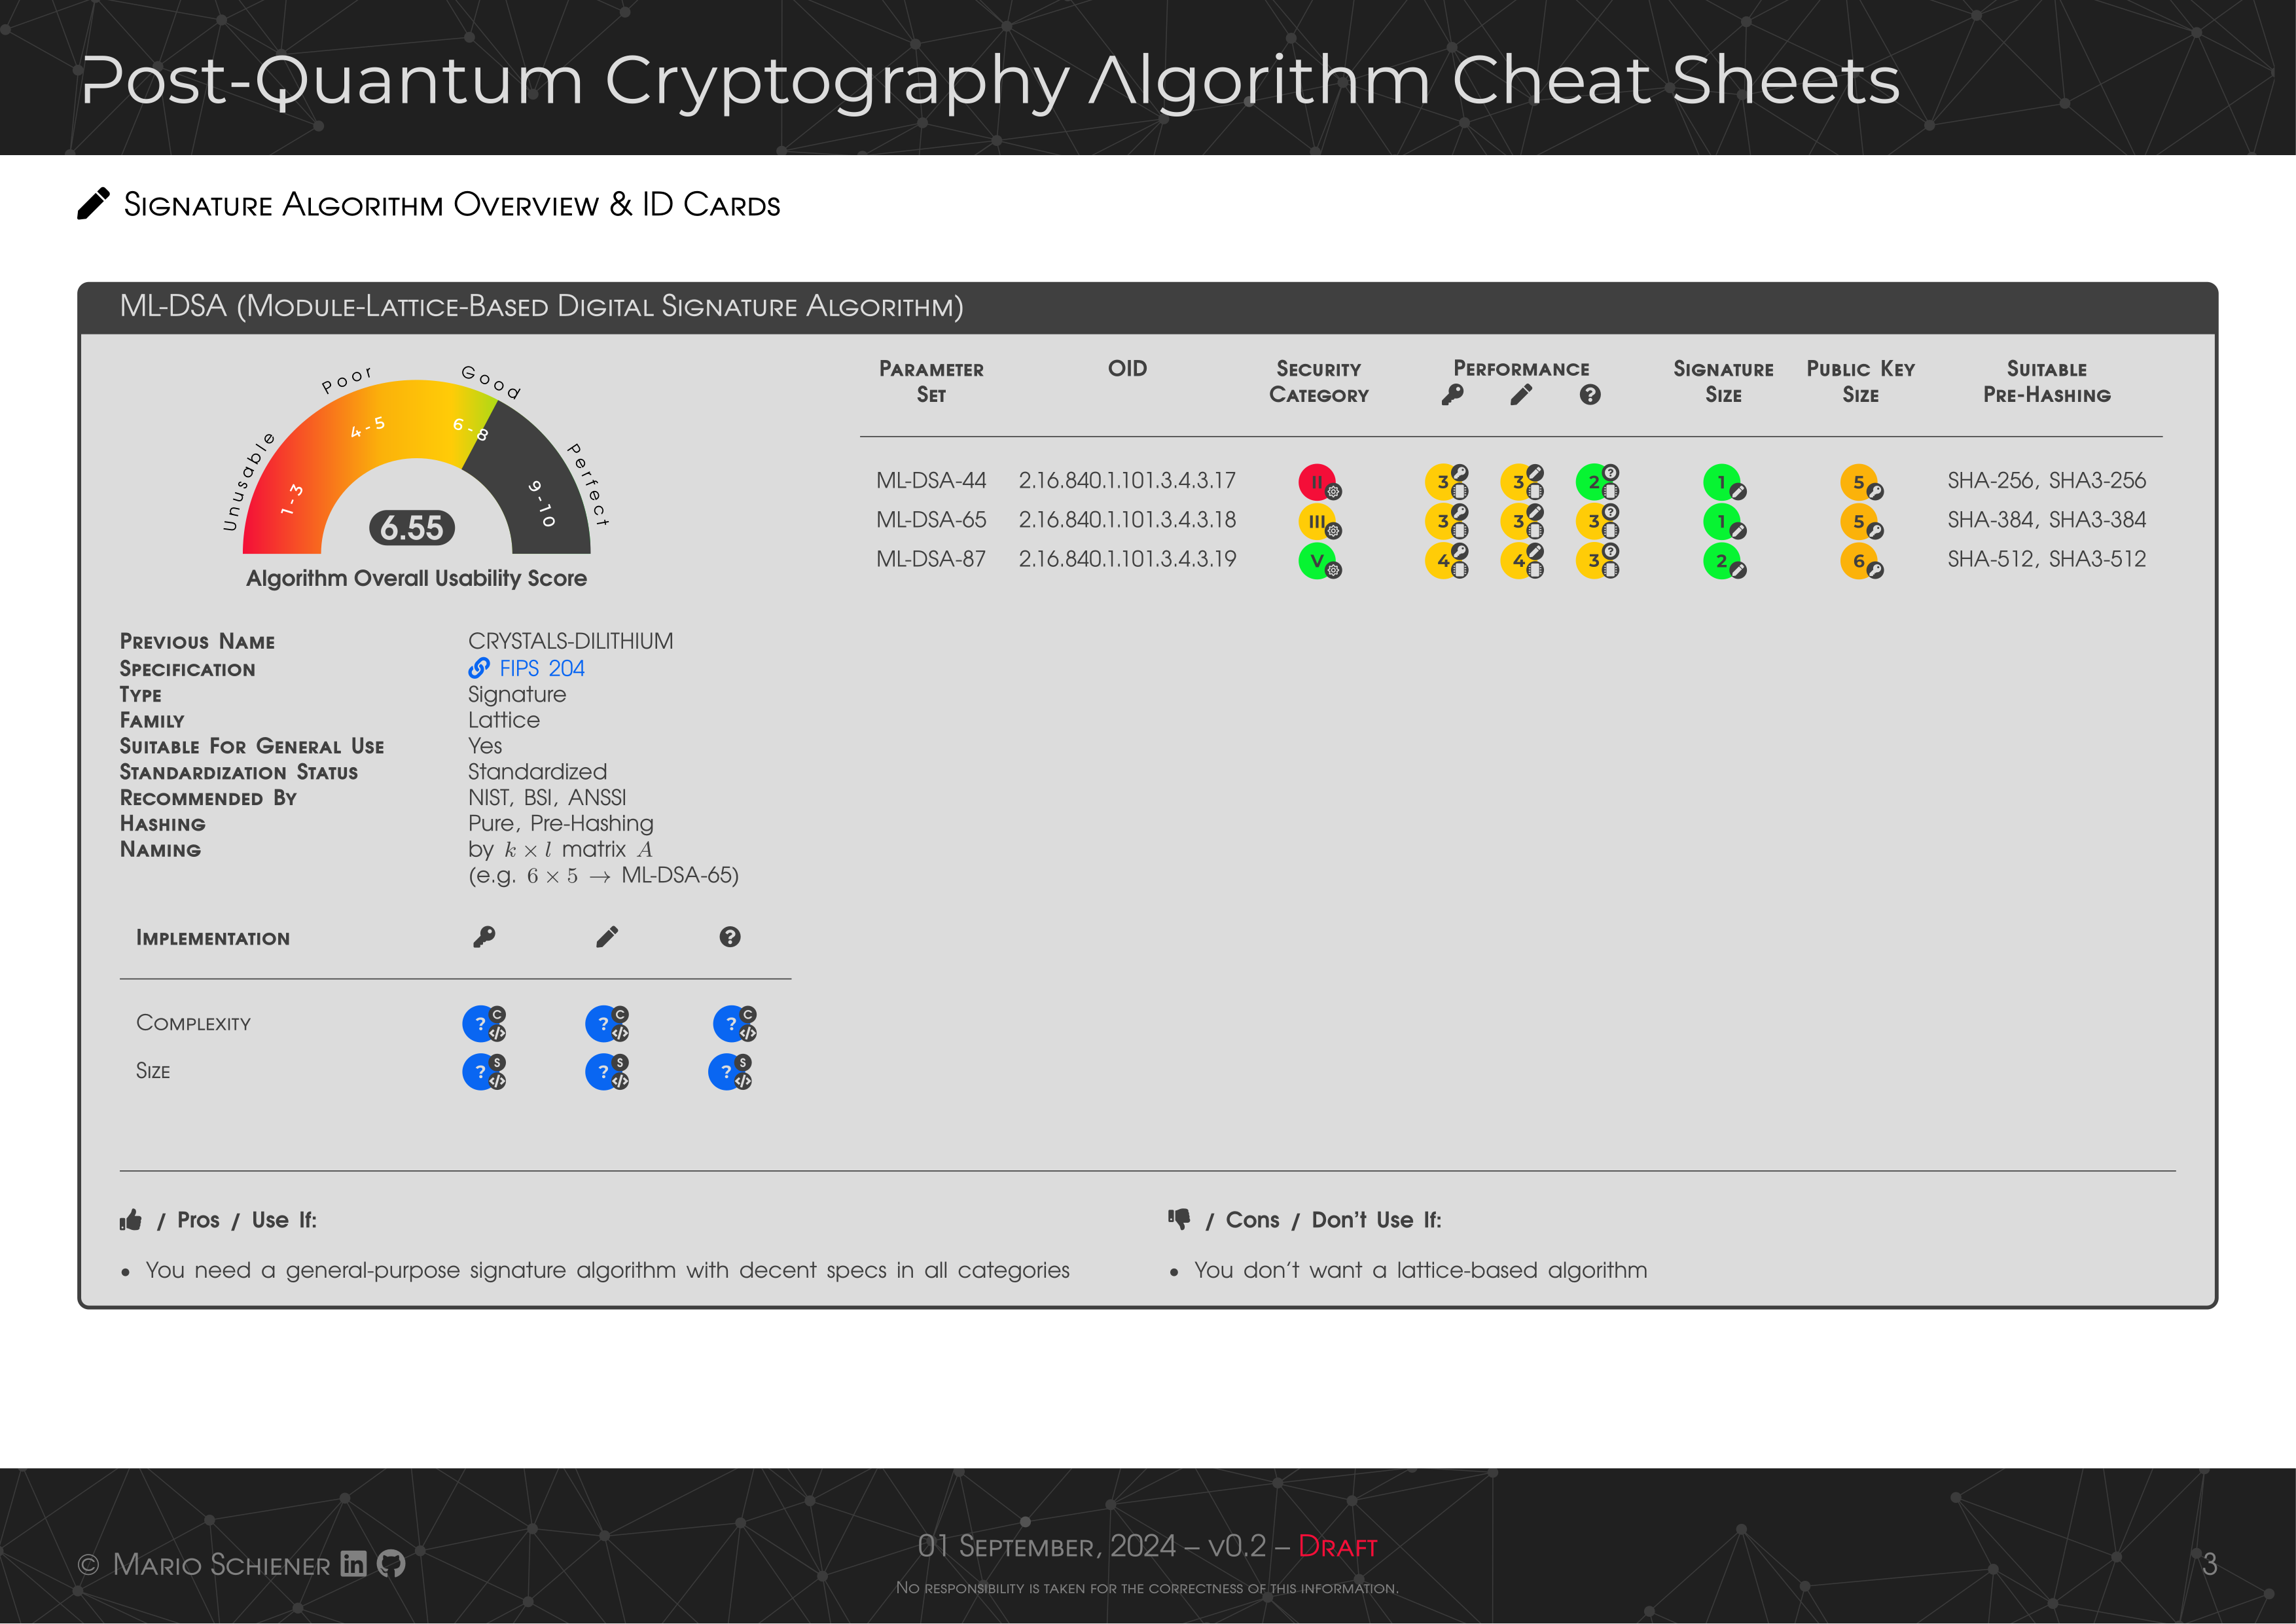 Post-Quantum Cryptography Algorithm Cheat Sheets
Signature Algorithm Overview & ID Cards
ML-DSA (Module-Lattice-Based Digital Signature Algorithm)
Unusable Poor Good Perfect
1-3 4-5 6-8 9-10
6.55
Algorithm Overall Usability Score
Previous Name CRYSTALS-DILITHIUM
Specification FIPS 204
Type Signature
Family Lattice
Suitable For General Use Yes
Standardization Status Standardized
Recommended By NIST, BSI, ANSSI
Hashing Pure, Pre-Hashing
Naming by k × l matrix A
(e.g. 6 × 5 → ML-DSA-65)
Implementation ?
Complexity ? C </> ? C </> ? C </>
Size ? S </> ? S </> ? S </>
Parameter OID Security Performance Signature Public Key Suitable
Set Category ? Size Size Pre-Hashing
ML-DSA-44 2.16.840.1.101.3.4.3.17 II 3 3 2 ? 1 5 SHA-256, SHA3-256
ML-DSA-65 2.16.840.1.101.3.4.3.18 III 3 3 3 ? 1 5 SHA-384, SHA3-384
ML-DSA-87 2.16.840.1.101.3.4.3.19 V 4 4 3 ? 2 6 SHA-512, SHA3-512
/ Pros / Use If:
• You need a general-purpose signature algorithm with decent specs in all categories
/ Cons / Don't Use If:
• You don't want a lattice-based algorithm
© Mario Schiener in
01 September, 2024 – v0.2 – Draft
No responsibility is taken for the correctness of this information.
3